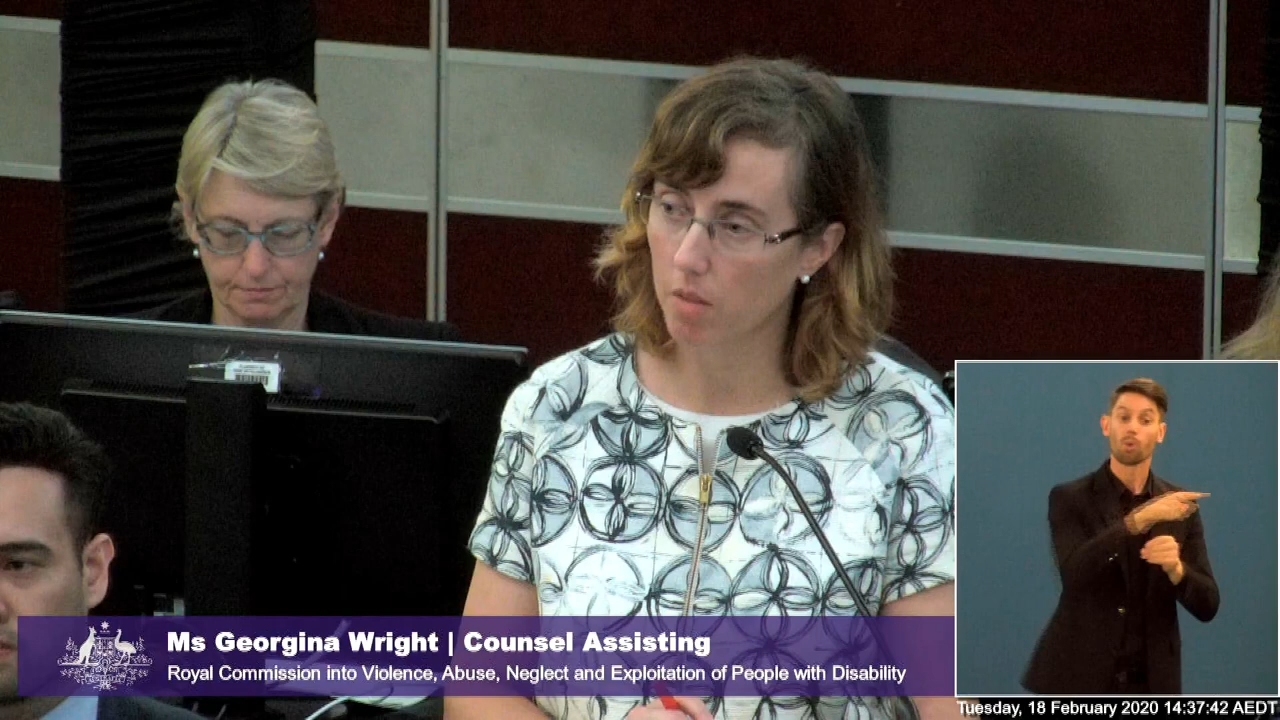 Ms Georgina Wright | Counsel Assisting
Royal Commission into Violence, Abuse, Neglect and Exploitation of People with Disability
Tuesday, 18 February 2020 14:37:42 AEDT